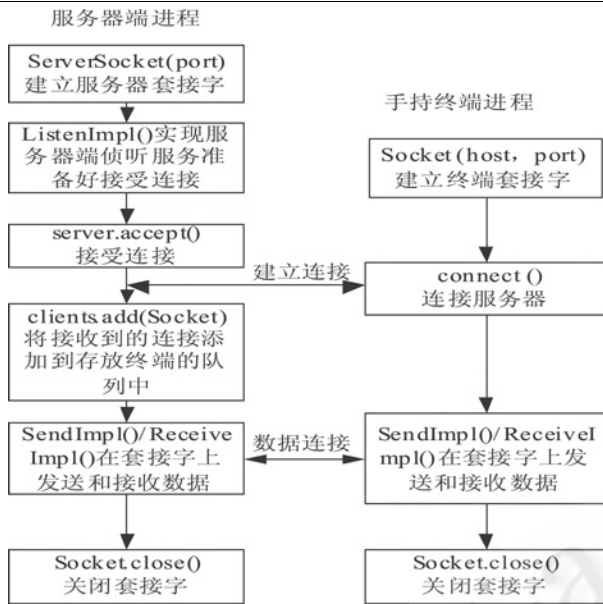 服务器端进程
ServerSocket(port)
建立服务器套接字
ListenImpl()实现服
务器端侦听服务准
备好接受连接
server.accept()
接受连接
clients.add(Socket)
将接收到的连接添
加到存放终端的队
列中
SendImpl()/Receive
Impl()在套接字上
发送和接收数据
Socket.close()
关闭套接字
建立连接
数据连接
手持终端进程
Socket(host, port)
建立终端套接字
connect()
连接服务器
SendImpl()/ReceiveI
mpl()在套接字上发
送和接收数据
Socket.close()
关闭套接字